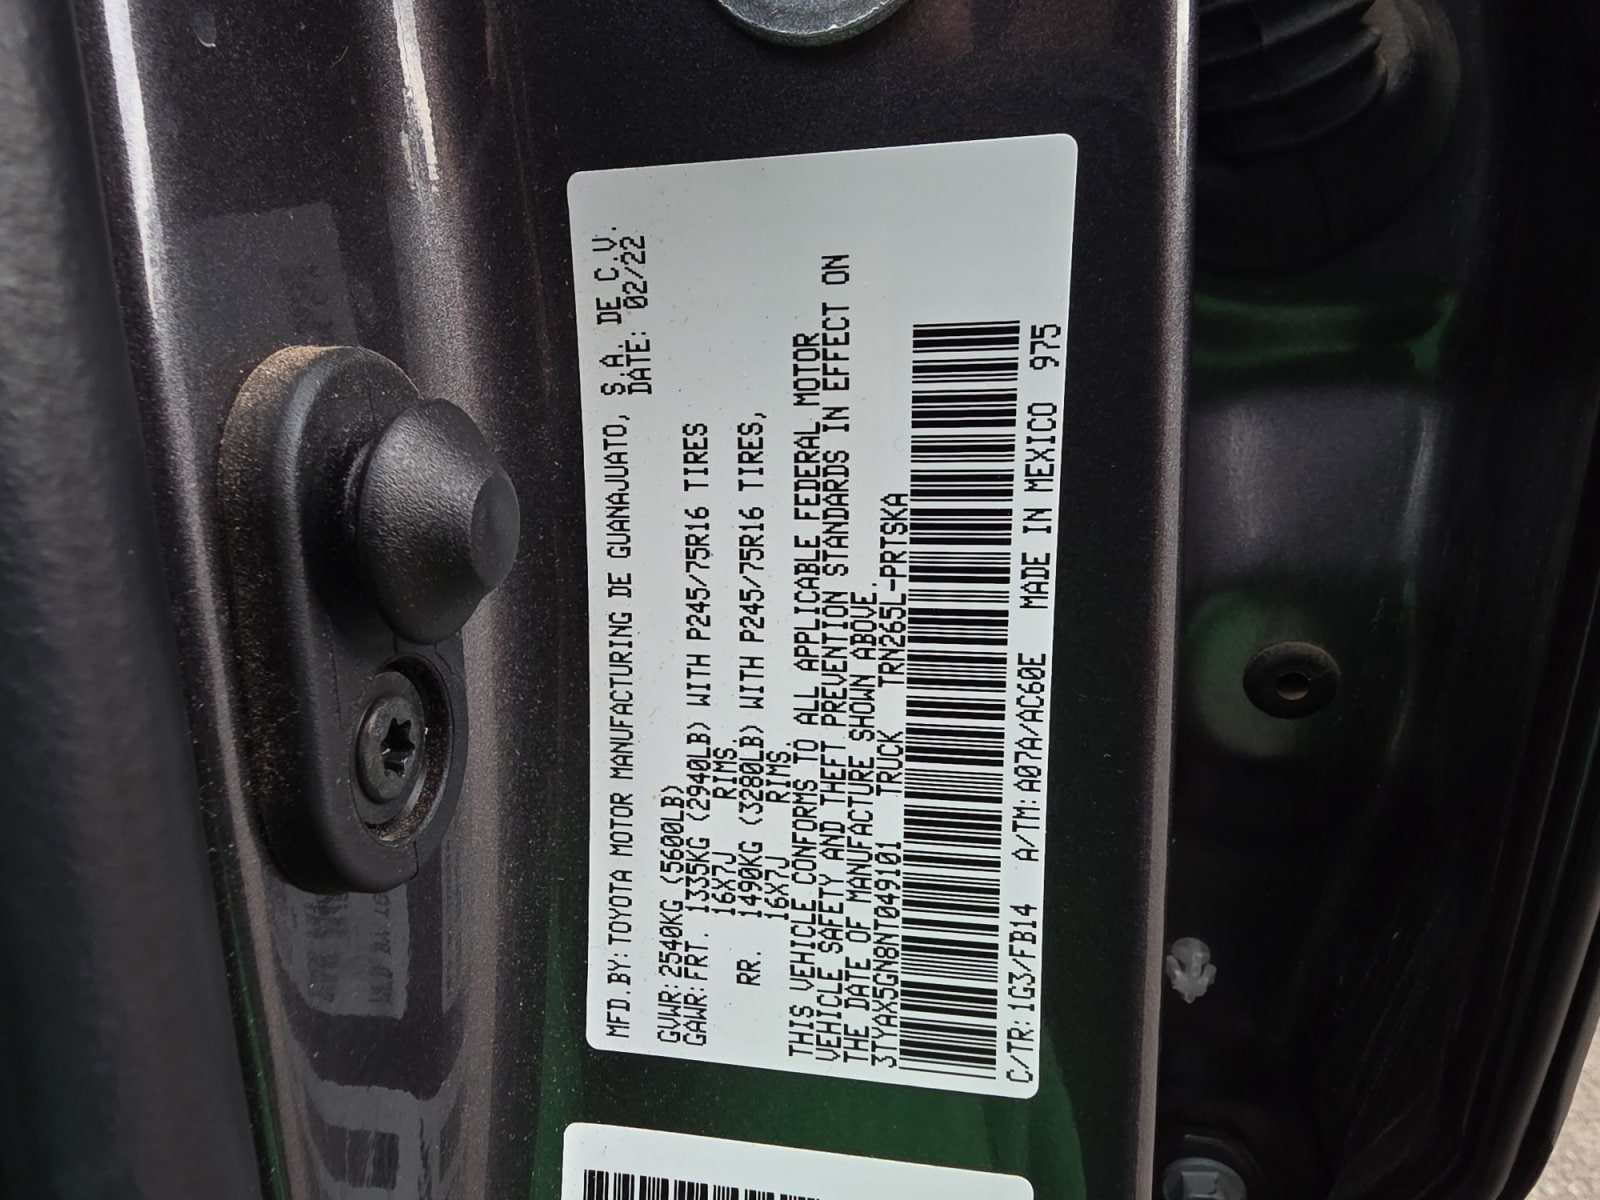 MFD.BY: TOYOTA MOTOR MANUFACTURING DE GUANAJUATO, S.A. DE C.V.
DATE: 02/22
GVWR: 2540KG (5600LB)
GAWR: FRT. 1335KG (2940LB) WITH P245/75R16 TIRES
16X7J RIMS
RR. 1490KG (3280LB) WITH P245/75R16 TIRES,
16X7J RIMS
THIS VEHICLE CONFORMS TO ALL APPLICABLE FEDERAL MOTOR
VEHICLE SAFETY AND THEFT PREVENTION STANDARDS IN EFFECT ON
THE DATE OF MANUFACTURE SHOWN ABOVE.
3TYAX5GN8NT049101 TRUCK TRN265L-PRTSKA
C/TR: 1G3/FB14 A/TM: A07A/AC60E MADE IN MEXICO 975